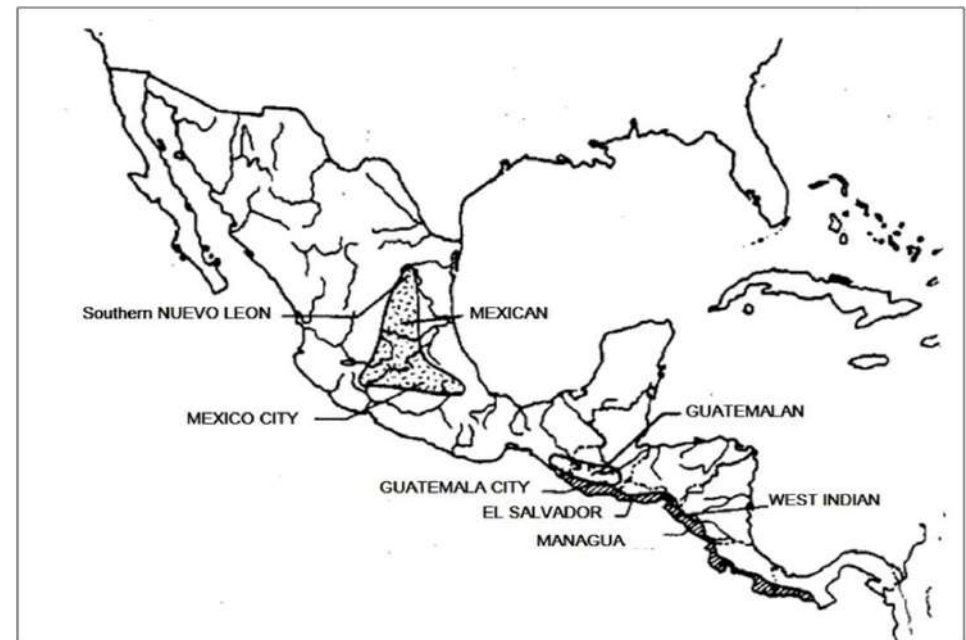 Southern NUEVO LEON
MEXICAN
MEXICO CITY
GUATEMALAN
GUATEMALA CITY
WEST INDIAN
EL SALVADOR
MANAGUA